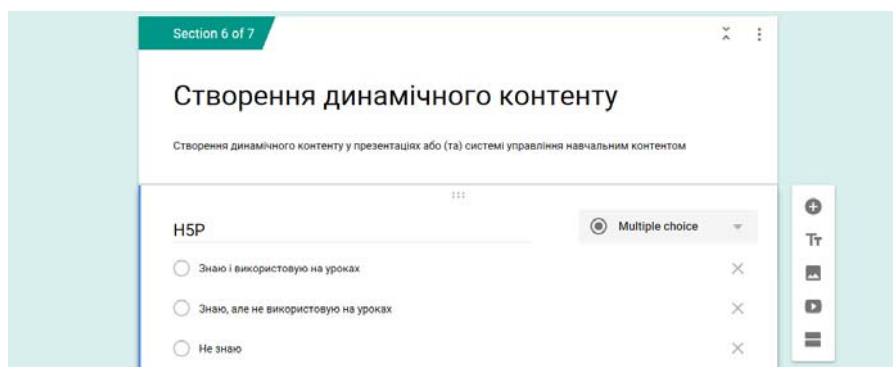 Section 6 of 7
Створення динамічного контенту
Створення динамічного контенту у презентаціях або (та) системі управління навчальним контентом
H5P
Multiple choice
Знаю і використовую на уроках
Знаю, але не використовую на уроках
Не знаю
Tт